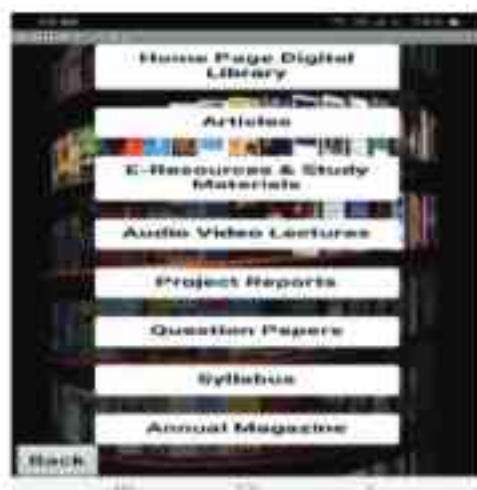 Home Page Digital
Library
Articles
E-Resources & Study
Materials
Audio Video Lectures
Project Reports
Question Papers
Syllabus
Annual Magazine
Back